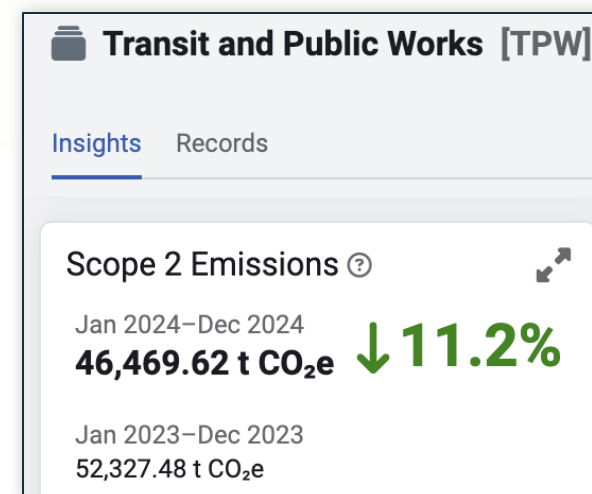 Transit and Public Works [TPW]
Insights Records
Scope 2 Emissions ?
Jan 2024–Dec 2024
46,469.62 t CO₂e ↓11.2%
Jan 2023–Dec 2023
52,327.48 t CO₂e